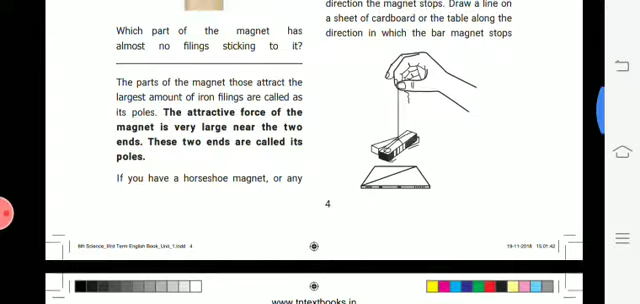 Which part of the magnet has
almost no filings sticking to it?
The parts of the magnet those attract the
largest amount of iron filings are called as
its poles. The attractive force of the
magnet is very large near the two
ends. These two ends are called its
poles.
If you have a horseshoe magnet, or any
direction the magnet stops. Draw a line on
a sheet of cardboard or the table along the
direction in which the bar magnet stops
4
6th Science_IIIrd Term English Book_Unit_1.indd 4
19-11-2018 15:01:42
www.tntextbooks.in